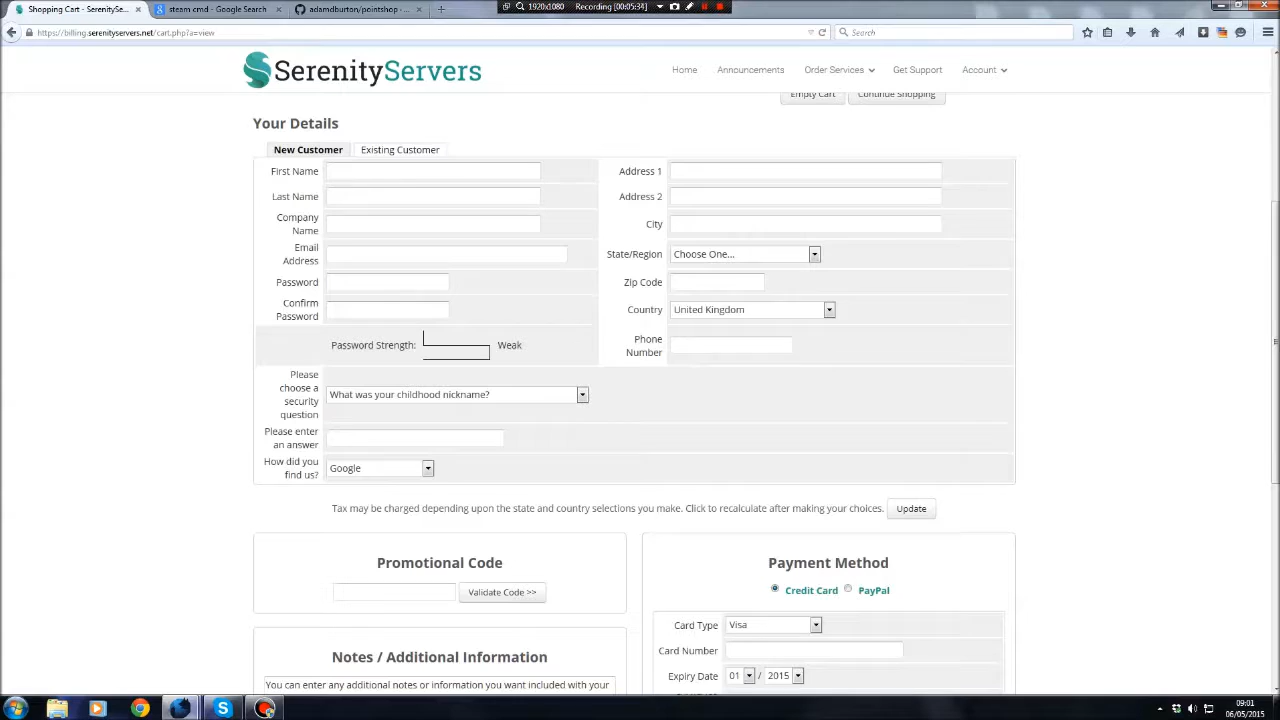 1920x1080 Recording [00:05:34]
Shopping Cart - SerenitySe...
steam cmd - Google Search
adamdburton/pointshop · ...
https://billing.serenityservers.net/cart.php?a=view
Search
SerenityServers
Home Announcements Order Services Get Support Account
Empty Cart Continue Shopping
Your Details
New Customer Existing Customer
First Name
Address 1
Last Name
Address 2
Company
Name
City
Email
Address
State/Region Choose One...
Password
Zip Code
Confirm
Password
Country United Kingdom
Password Strength: Weak
Phone
Number
Please
choose a
security
question
What was your childhood nickname?
Please enter
an answer
How did you
find us?
Google
Tax may be charged depending upon the state and country selections you make. Click to recalculate after making your choices. Update
Promotional Code
Validate Code >>
Payment Method
Credit Card PayPal
Card Type Visa
Card Number
Expiry Date 01 / 2015
Notes / Additional Information
You can enter any additional notes or information you want included with your
09:01
06/05/2015